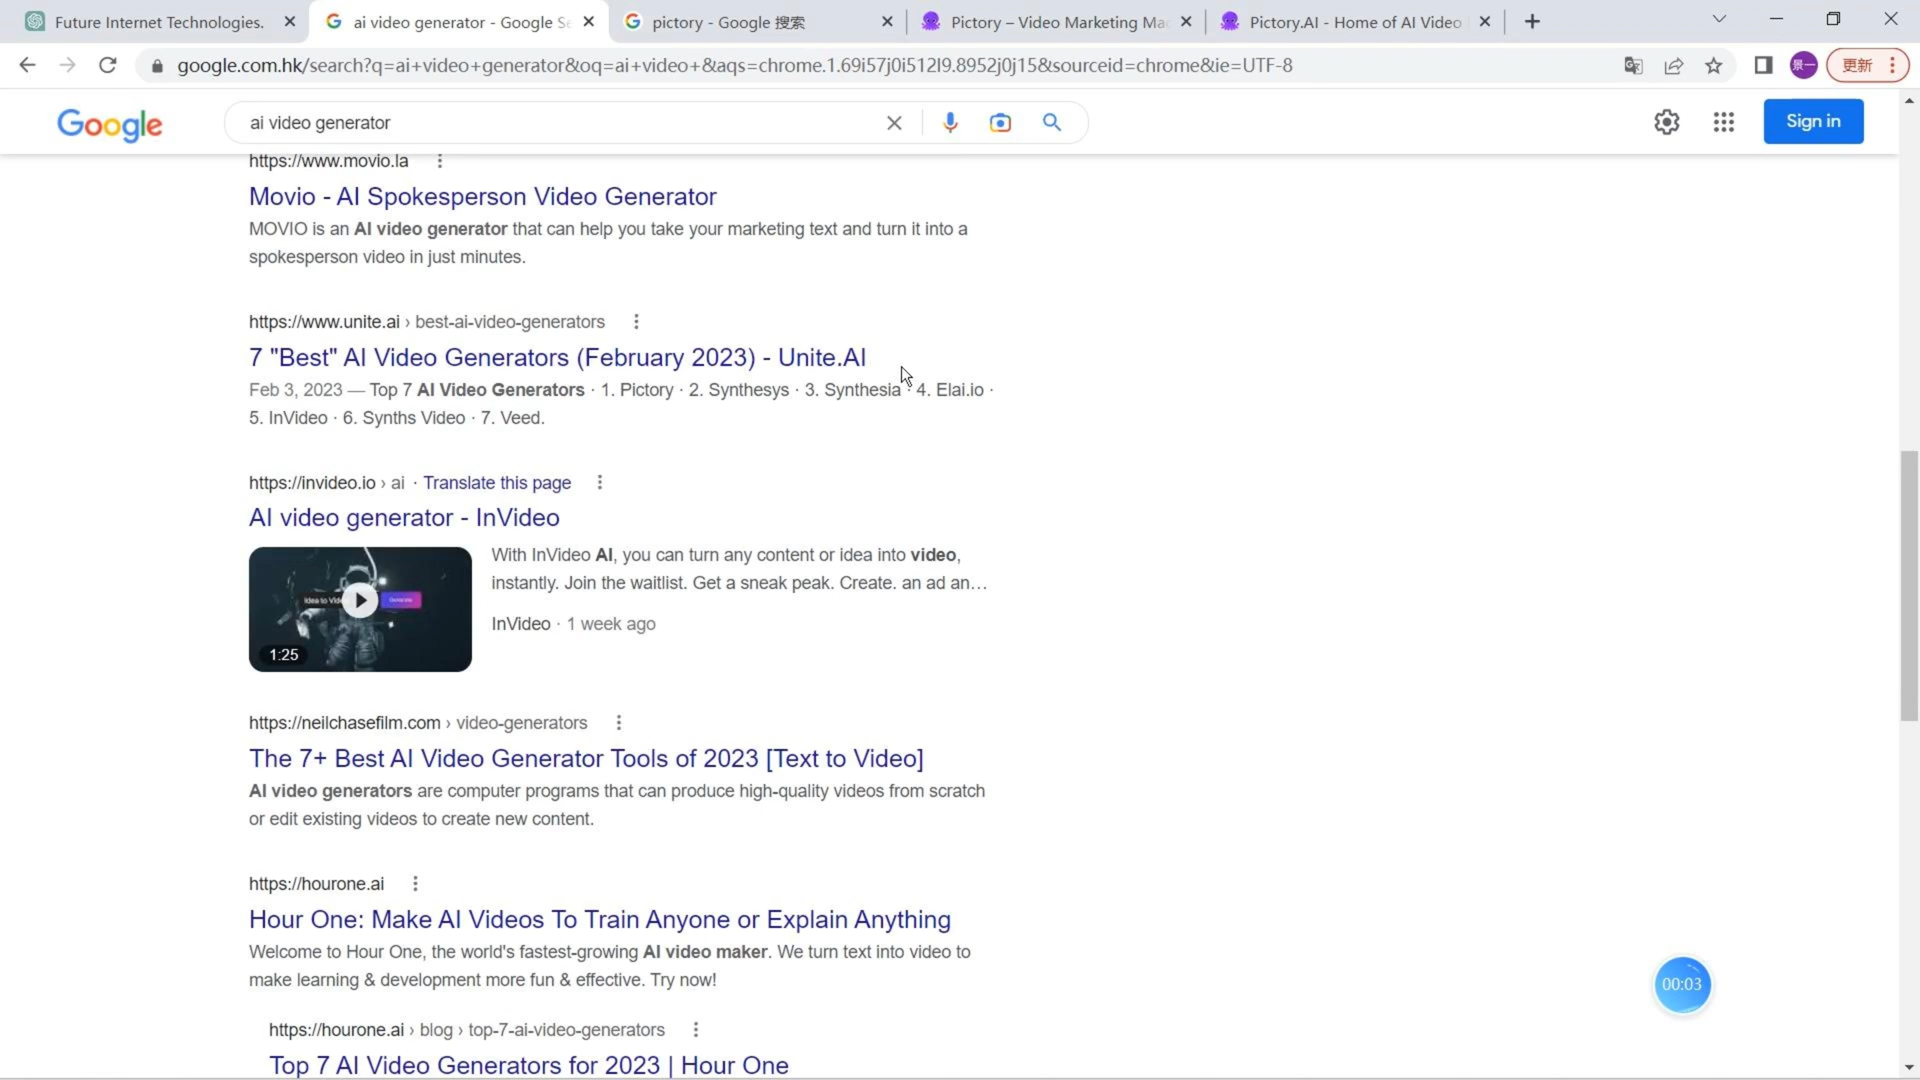 Future Internet Technologies.
ai video generator - Google Se
pictory - Google 搜索
Pictory – Video Marketing Ma
Pictory.AI - Home of AI Video
google.com.hk/search?q=ai+video+generator&oq=ai+video+&aqs=chrome.1.69i57j0i512l9.8952j0j15&sourceid=chrome&ie=UTF-8
景一
更新
Google
ai video generator
Sign in
https://www.movio.la
Movio - AI Spokesperson Video Generator
MOVIO is an AI video generator that can help you take your marketing text and turn it into a
spokesperson video in just minutes.
https://www.unite.ai › best-ai-video-generators
7 "Best" AI Video Generators (February 2023) - Unite.AI
Feb 3, 2023 — Top 7 AI Video Generators · 1. Pictory · 2. Synthesys · 3. Synthesia · 4. Elai.io ·
5. InVideo · 6. Synths Video · 7. Veed.
https://invideo.io › ai · Translate this page
AI video generator - InVideo
Idea to Vid
Generate
1:25
With InVideo AI, you can turn any content or idea into video,
instantly. Join the waitlist. Get a sneak peak. Create. an ad an...
InVideo · 1 week ago
https://neilchasefilm.com › video-generators
The 7+ Best AI Video Generator Tools of 2023 [Text to Video]
AI video generators are computer programs that can produce high-quality videos from scratch
or edit existing videos to create new content.
https://hourone.ai
Hour One: Make AI Videos To Train Anyone or Explain Anything
Welcome to Hour One, the world's fastest-growing AI video maker. We turn text into video to
make learning & development more fun & effective. Try now!
00:03
https://hourone.ai › blog › top-7-ai-video-generators
Top 7 AI Video Generators for 2023 | Hour One